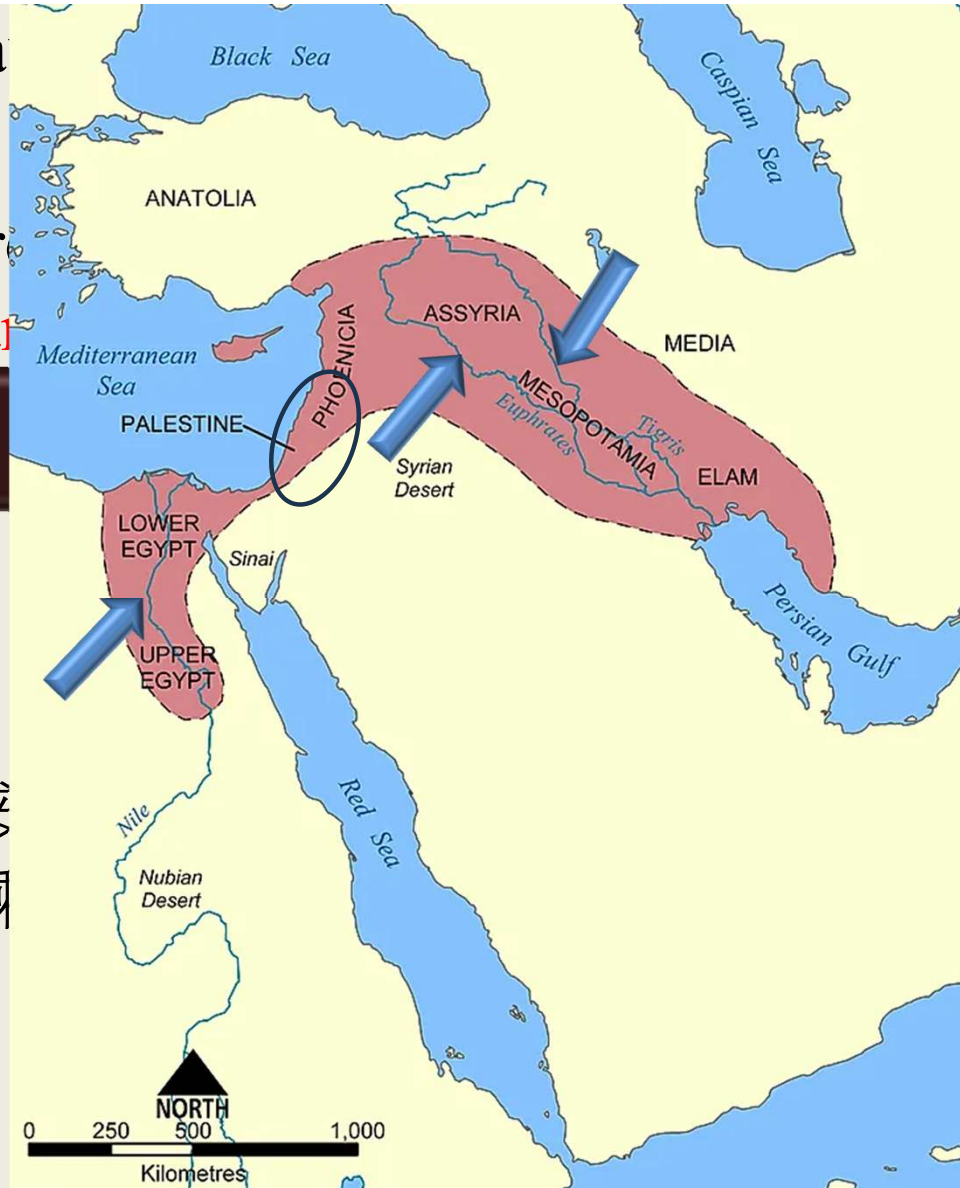 Black Sea
Caspian
Sea
ANATOLIA
ASSYRIA
PHOENICIA
MEDIA
Mediterranean
Sea
MESOPOTAMIA
PALESTINE
Euphrates
Tigris
Syrian
Desert
ELAM
LOWER
EGYPT
Sinai
Persian Gulf
UPPER
EGYPT
Red Sea
Nile
Nubian
Desert
NORTH
0 250 500 1,000
Kilometres